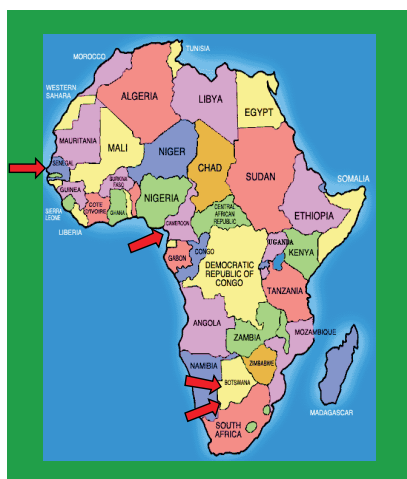 TUNISIA
MOROCCO
ALGERIA
LIBYA
EGYPT
WESTERN
SAHARA
MAURITANIA
MALI
NIGER
CHAD
SUDAN
SENEGAL
GUINEA
BURKINA
FASO
SIERRA
LEONE
LIBERIA
COTE
D'IVOIRE
GHANA
NIGERIA
CAMEROON
CENTRAL
AFRICAN
REPUBLIC
SOMALIA
ETHIOPIA
UGANDA
KENYA
GABON
CONGO
DEMOCRATIC
REPUBLIC OF
CONGO
TANZANIA
ANGOLA
ZAMBIA
MOZAMBIQUE
NAMIBIA
ZIMBABWE
BOTSWANA
MADAGASCAR
SOUTH
AFRICA